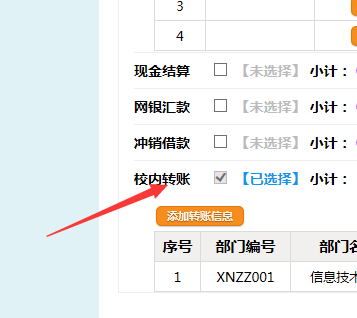 3
4
现金结算 【未选择】 小计：
网银汇款 【未选择】 小计：
冲销借款 【未选择】 小计：
校内转账 【已选择】 小计：
添加转账信息
序号 部门编号 部门名
1 XNZZ001 信息技术